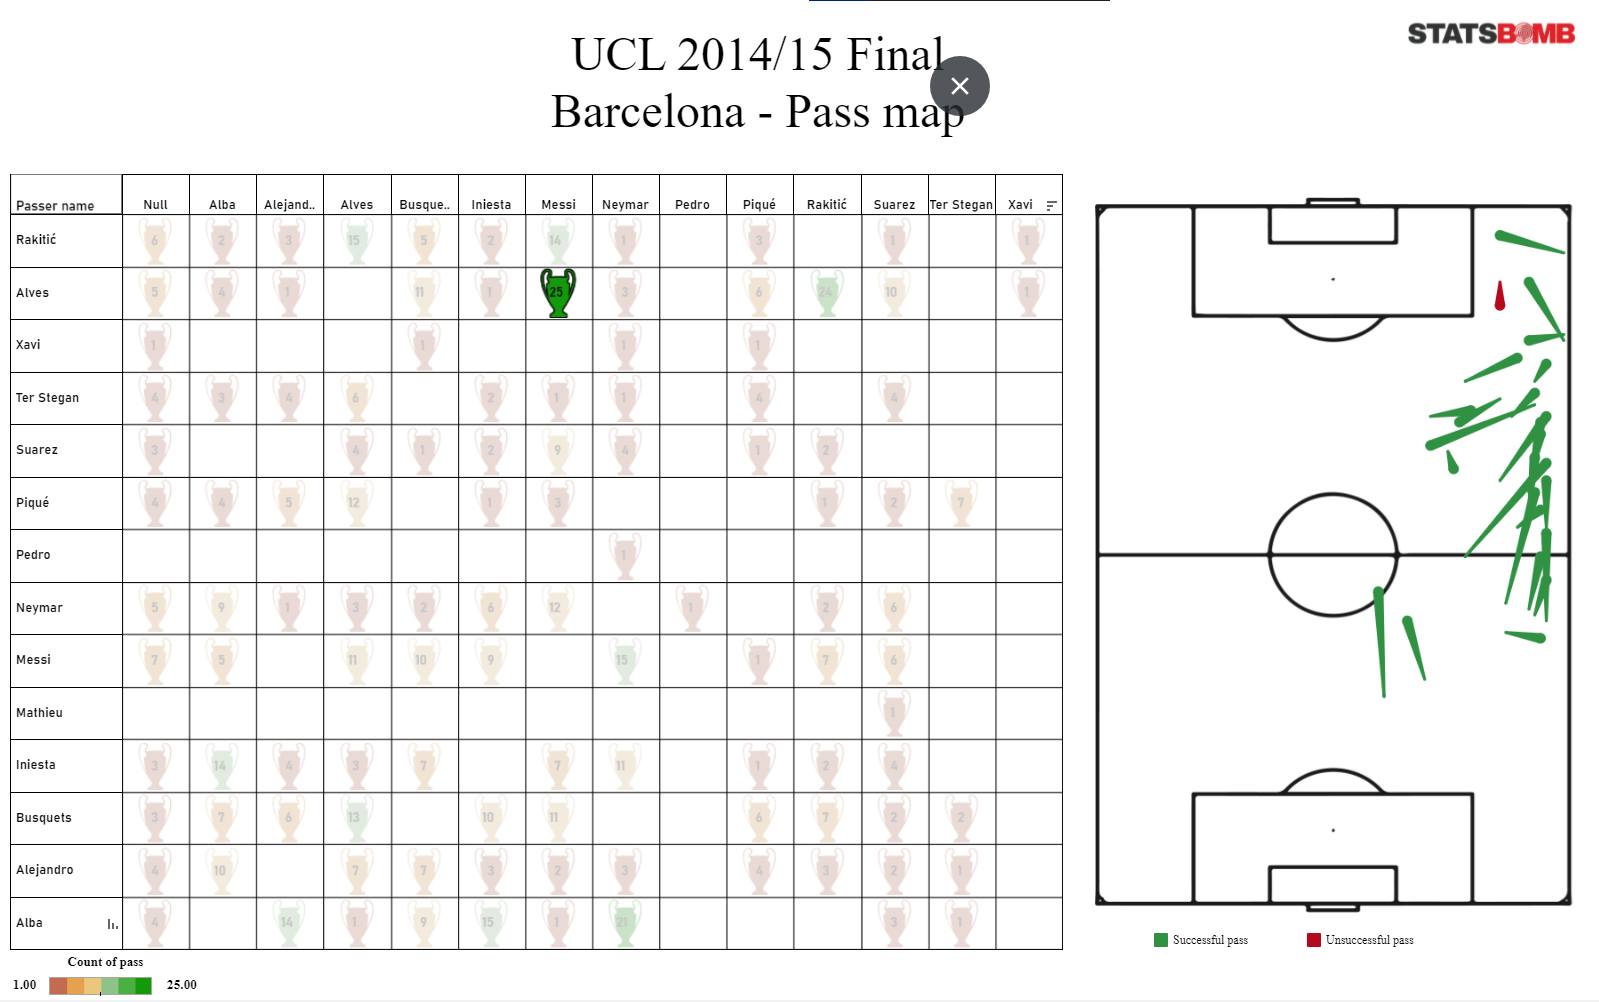 UCL 2014/15 Final
STATSBOMB
Barcelona - Pass map
Passer name Null Alba Alejand.. Alves Busque.. Iniesta Messi Neymar Pedro Piqué Rakitić Suarez Ter Stegan Xavi
Rakitić 6 2 3 15 5 2 14 1 3 1 1
Alves 5 4 1 11 1 25 3 6 24 10 1
Xavi 1 1 1 1
Ter Stegan 4 3 4 6 2 1 1 4 4
Suarez 3 4 1 2 9 4 1 2
Piqué 4 4 5 12 1 3 1 2 7
Pedro 1
Neymar 5 9 1 3 2 6 12 1 2 6
Messi 7 5 11 10 9 15 1 7 6
Mathieu 1
Iniesta 3 14 4 3 7 7 11 1 2 4
Busquets 3 7 6 13 10 11 6 7 2 2
Alejandro 4 10 7 7 3 2 3 4 3 2 1
Alba 4 14 1 9 15 1 21 3 1
Successful pass Unsuccessful pass
Count of pass
1.00 25.00